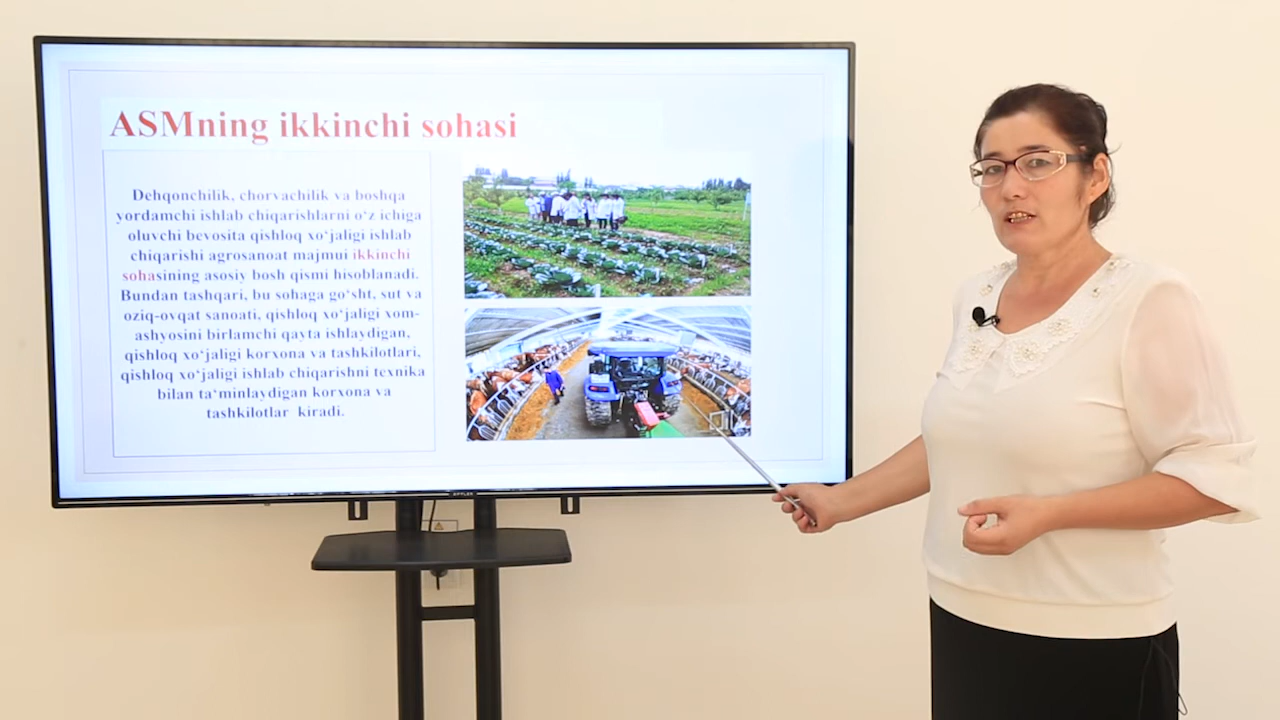 ASMning ikkinchi sohasi
Dehqonchilik, chorvachilik va boshqa
yordamchi ishlab chiqarishlarni o‘z ichiga
oluvchi bevosita qishloq xo‘jaligi ishlab
chiqarishi agrosanoat majmui ikkinchi
sohasining asosiy bosh qismi hisoblanadi.
Bundan tashqari, bu sohaga go‘sht, sut va
oziq-ovqat sanoati, qishloq xo‘jaligi xom-
ashyosini birlamchi qayta ishlaydigan,
qishloq xo‘jaligi korxona va tashkilotlari,
qishloq xo‘jaligi ishlab chiqarishni texnika
bilan ta‘minlaydigan korxona va
tashkilotlar kiradi.